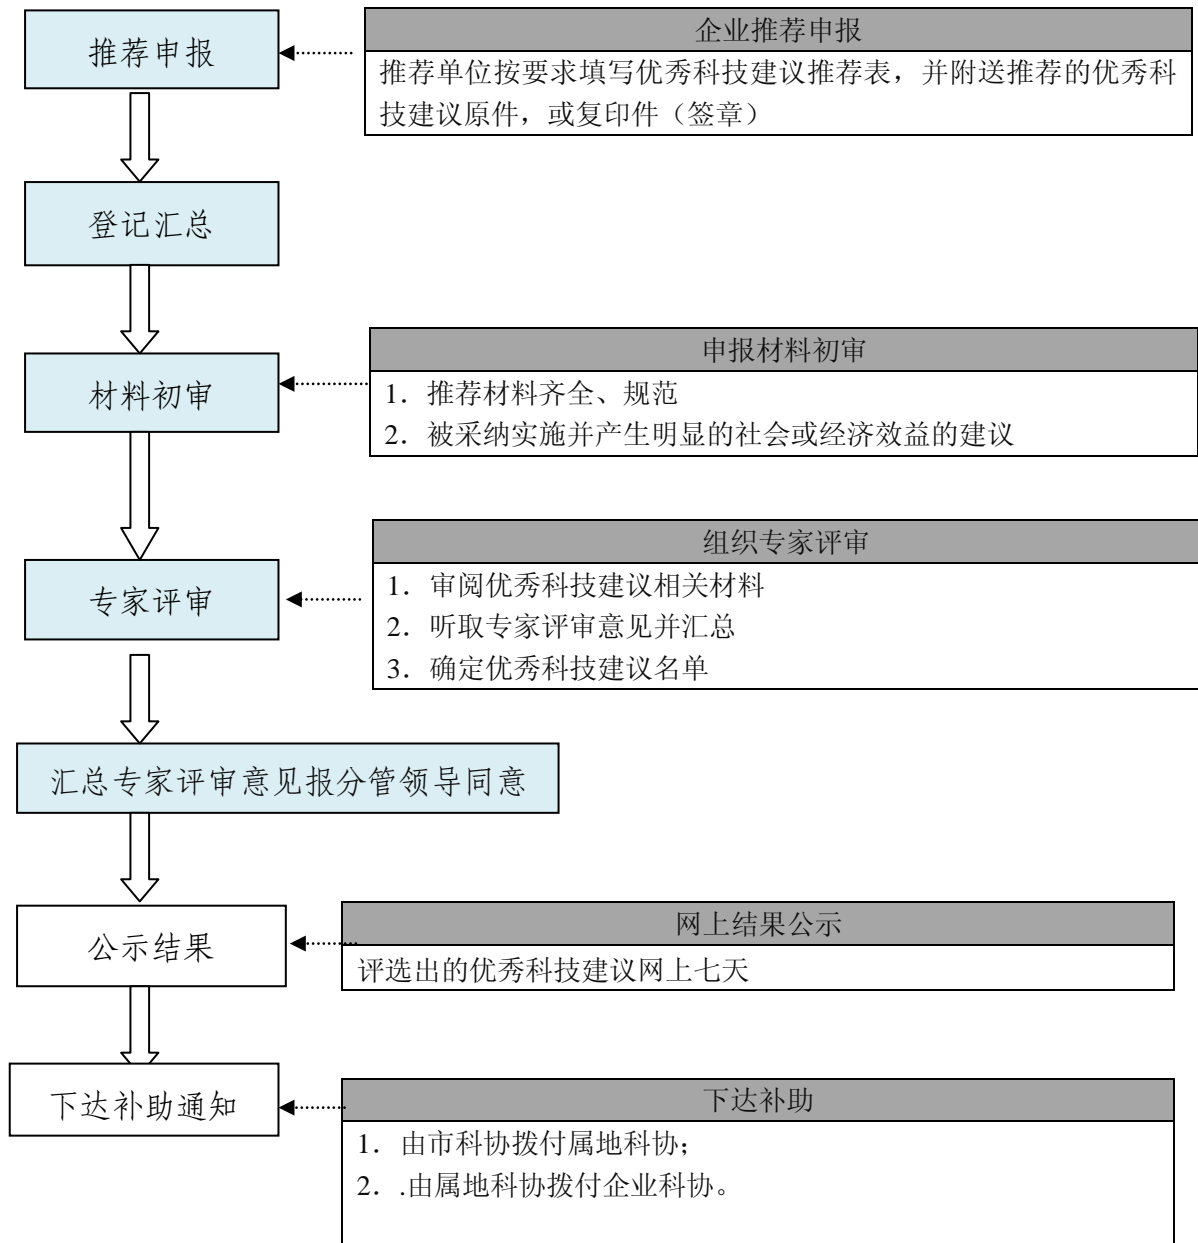 推荐申报
企业推荐申报
推荐单位按要求填写优秀科技建议推荐表，并附送推荐的优秀科
技建议原件，或复印件（签章）
登记汇总
材料初审
申报材料初审
1．推荐材料齐全、规范
2．被采纳实施并产生明显的社会或经济效益的建议
专家评审
组织专家评审
1．审阅优秀科技建议相关材料
2．听取专家评审意见并汇总
3．确定优秀科技建议名单
汇总专家评审意见报分管领导同意
公示结果
网上结果公示
评选出的优秀科技建议网上七天
下达补助通知
下达补助
1．由市科协拨付属地科协；
2．.由属地科协拨付企业科协。